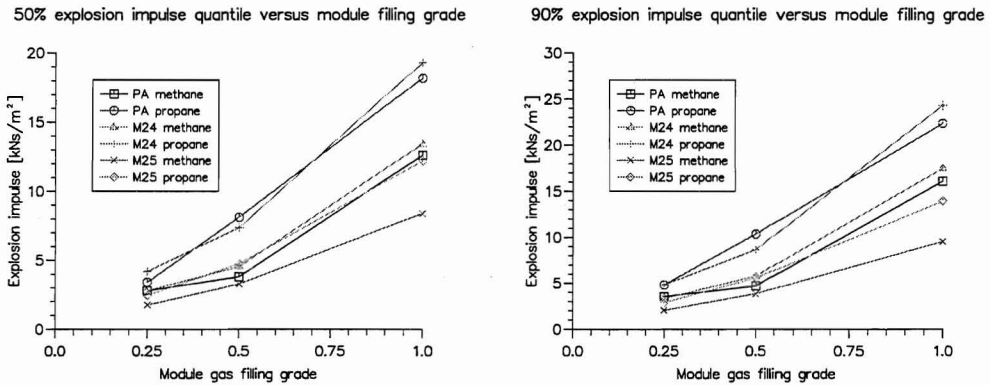 50% explosion impulse quantile versus module filling grade
Explosion impulse [kNs/m²]
20
15
10
5
0
PA methane
PA propane
M24 methane
M24 propane
M25 methane
M25 propane
0.0
0.25
0.5
0.75
1.0
Module gas filling grade
90% explosion impulse quantile versus module filling grade
Explosion impulse [kNs/m²]
30
25
20
15
10
5
0
PA methane
PA propane
M24 methane
M24 propane
M25 methane
M25 propane
0.0
0.25
0.5
0.75
1.0
Module gas filling grade